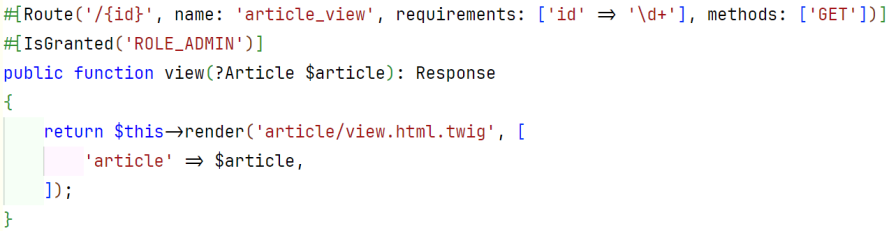 #[Route('/{id}', name: 'article_view', requirements: ['id' => '\d+'], methods: ['GET'])]
#[IsGranted('ROLE_ADMIN')]
public function view(?Article $article): Response
{
    return $this->render('article/view.html.twig', [
        'article' => $article,
    ]);
}